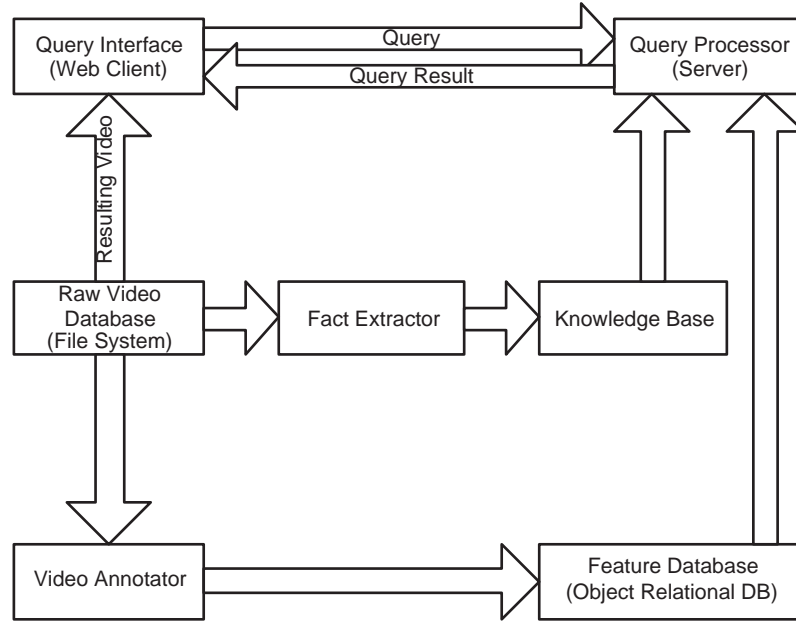 Query Interface
(Web Client)
Query
Query Result
Query Processor
(Server)
Resulting Video
Raw Video
Database
(File System)
Fact Extractor
Knowledge Base
Video Annotator
Feature Database
(Object Relational DB)